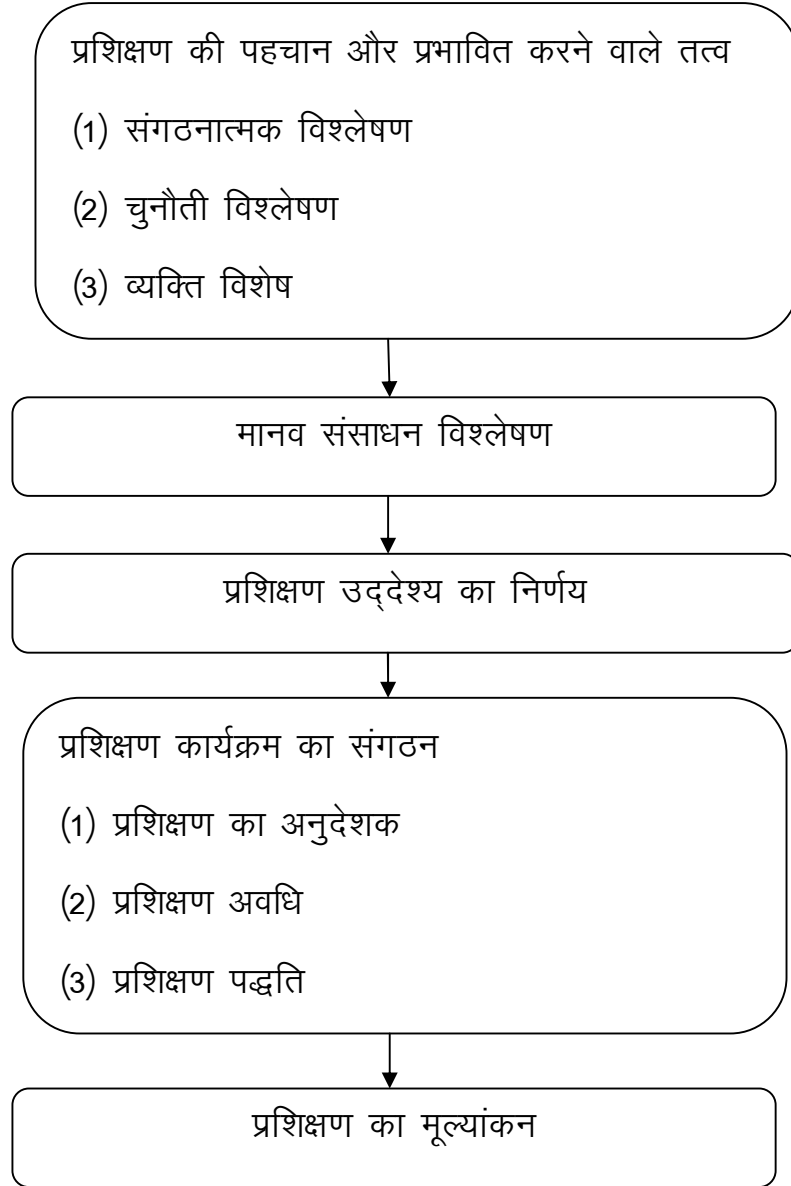 प्रशिक्षण की पहचान और प्रभावित करने वाले तत्व
(1) संगठनात्मक विश्लेषण
(2) चुनौती विश्लेषण
(3) व्यक्ति विशेष
मानव संसाधन विश्लेषण
प्रशिक्षण उद्देश्य का निर्णय
प्रशिक्षण कार्यक्रम का संगठन
(1) प्रशिक्षण का अनुदेशक
(2) प्रशिक्षण अवधि
(3) प्रशिक्षण पद्धति
प्रशिक्षण का मूल्यांकन